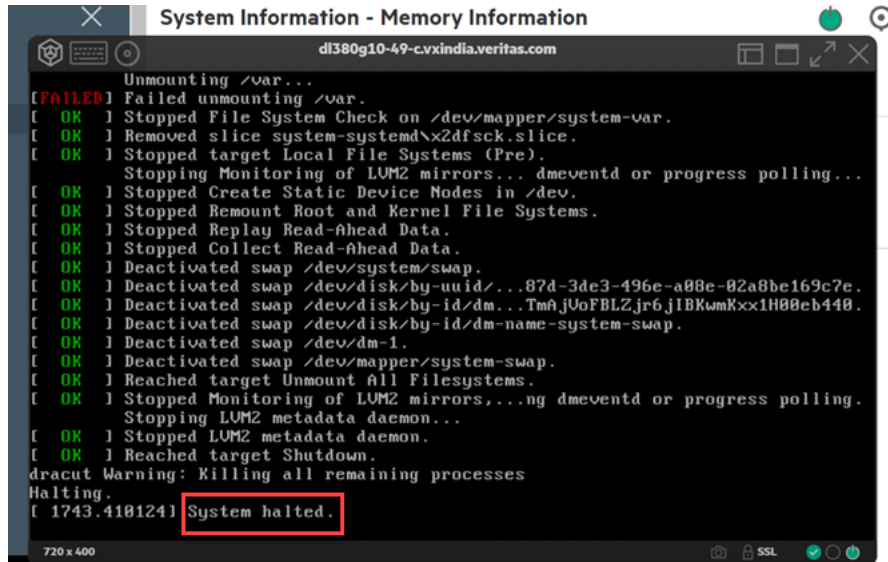 System Information - Memory Information
dl380g10-49-c.vxindia.veritas.com
Unmounting /var...
[FAILED] Failed unmounting /var.
[  OK  ] Stopped File System Check on /dev/mapper/system-var.
[  OK  ] Removed slice system-systemd\x2dfsck.slice.
[  OK  ] Stopped target Local File Systems (Pre).
Stopping Monitoring of LVM2 mirrors... dmeventd or progress polling...
[  OK  ] Stopped Create Static Device Nodes in /dev.
[  OK  ] Stopped Remount Root and Kernel File Systems.
[  OK  ] Stopped Replay Read-Ahead Data.
[  OK  ] Stopped Collect Read-Ahead Data.
[  OK  ] Deactivated swap /dev/system/swap.
[  OK  ] Deactivated swap /dev/disk/by-uuid/...87d-3de3-496e-a08e-02a8be169c7e.
[  OK  ] Deactivated swap /dev/disk/by-id/dm...TmAjVoFBLZjr6jIBKwmKxx1H00eb440.
[  OK  ] Deactivated swap /dev/disk/by-id/dm-name-system-swap.
[  OK  ] Deactivated swap /dev/dm-1.
[  OK  ] Deactivated swap /dev/mapper/system-swap.
[  OK  ] Reached target Unmount All Filesystems.
[  OK  ] Stopped Monitoring of LVM2 mirrors,...ng dmeventd or progress polling.
Stopping LVM2 metadata daemon...
[  OK  ] Stopped LVM2 metadata daemon.
[  OK  ] Reached target Shutdown.
dracut Warning: Killing all remaining processes
Halting.
[ 1743.410124] System halted.
720 x 400
SSL